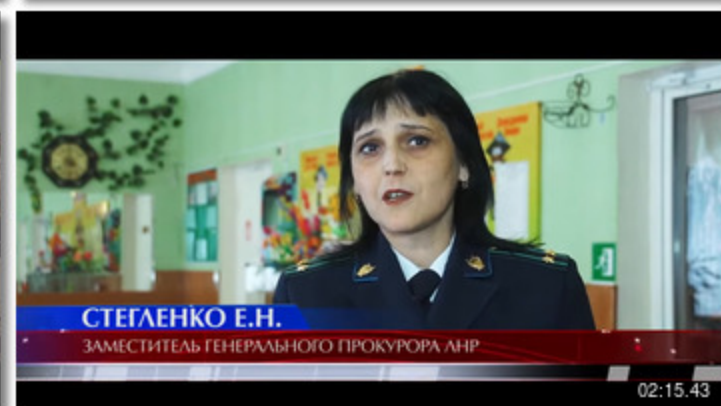 СТЕГЛЕНКО Е.Н.
ЗАМЕСТИТЕЛЬ ГЕНЕРАЛЬНОГО ПРОКУРОРА ЛНР
02:15.43